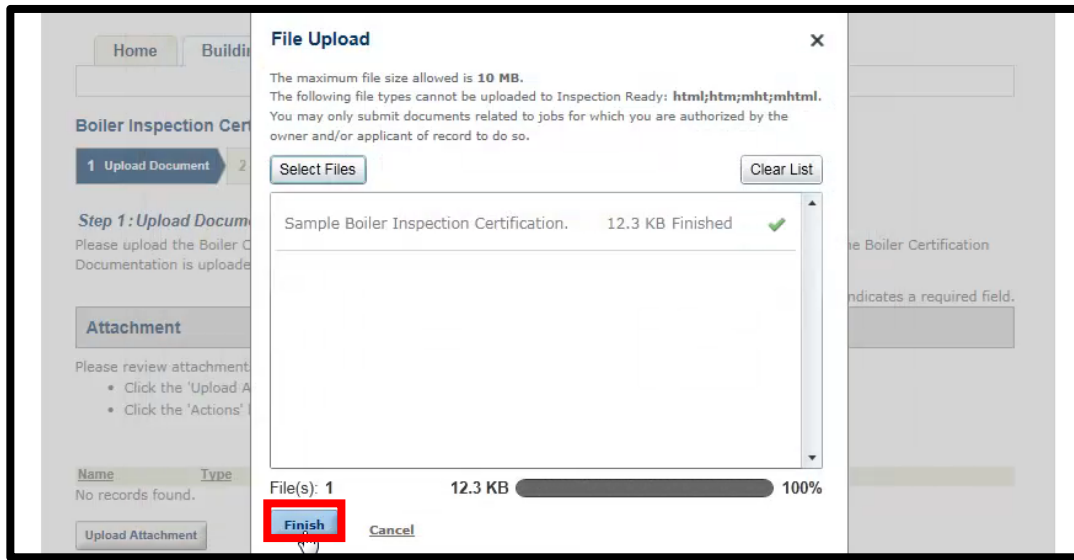 Home Buildin
File Upload
The maximum file size allowed is 10 MB.
The following file types cannot be uploaded to Inspection Ready: html;htm;mht;mhtml.
You may only submit documents related to jobs for which you are authorized by the
owner and/or applicant of record to do so.
Select Files Clear List
Sample Boiler Inspection Certification. 12.3 KB Finished
File(s): 1 12.3 KB 100%
Finish Cancel
Boiler Inspection Cert
1 Upload Document 2
Step 1: Upload Docum
Please upload the Boiler C
e Boiler Certification
Documentation is uploade
ndicates a required field.
Attachment
Please review attachment
• Click the 'Upload A
• Click the 'Actions'
Name Type
No records found.
Upload Attachment